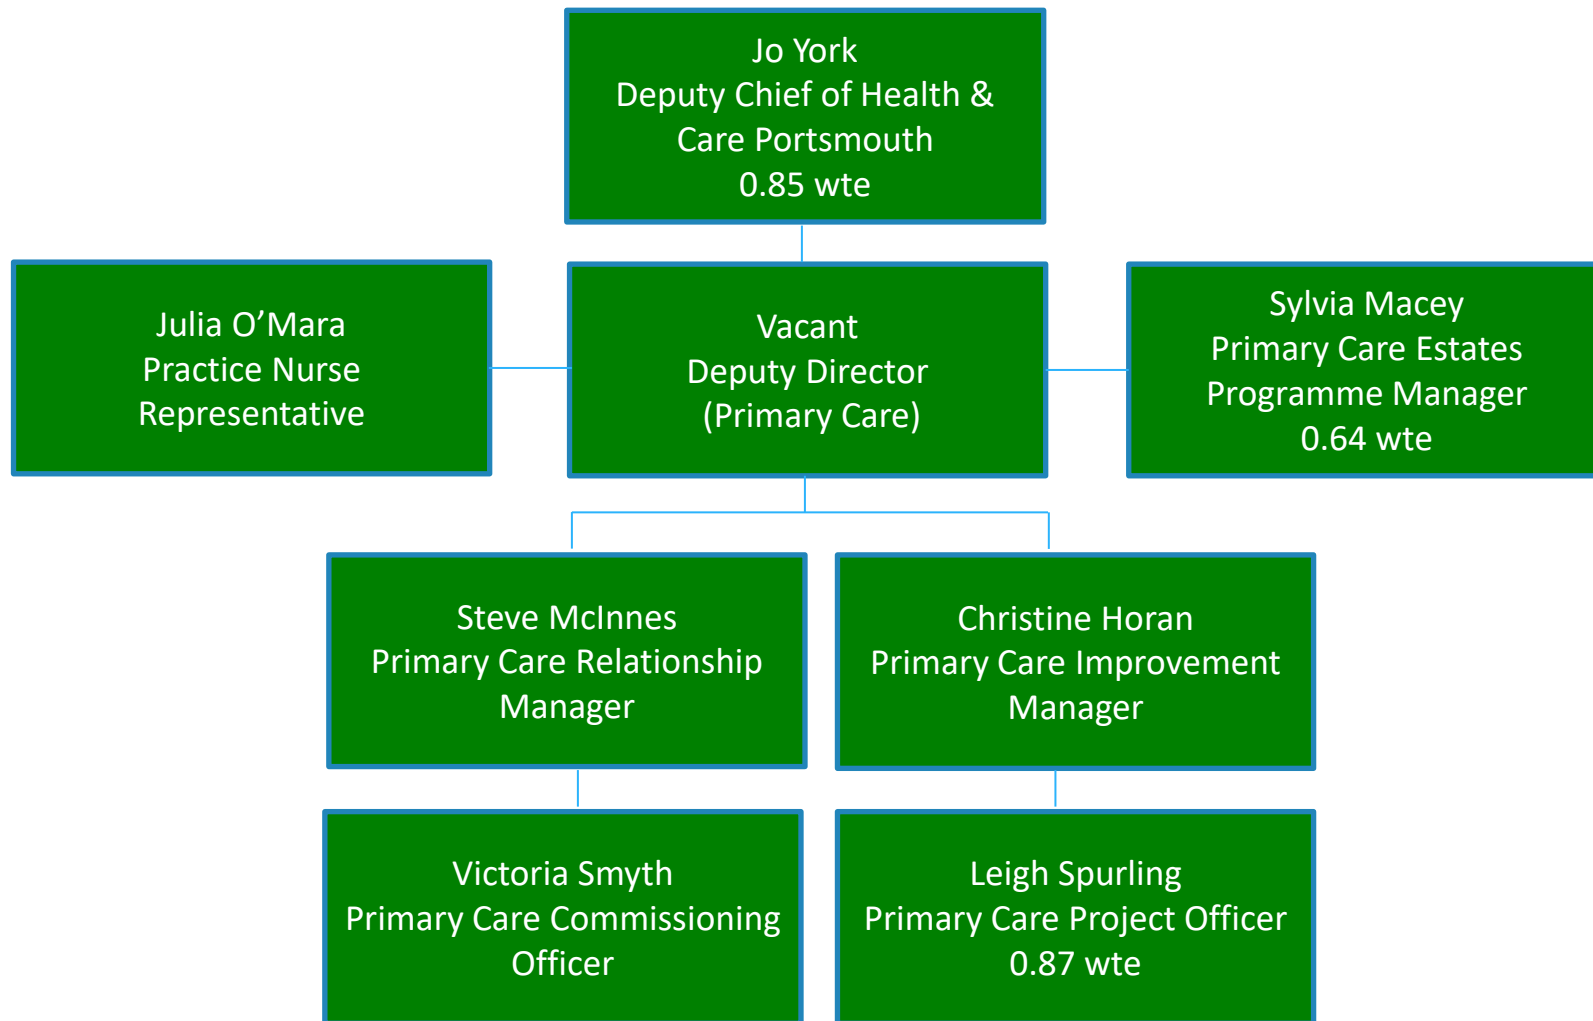 Jo York
Deputy Chief of Health &
Care Portsmouth
0.85 wte
Julia O’Mara
Practice Nurse
Representative
Vacant
Deputy Director
(Primary Care)
Sylvia Macey
Primary Care Estates
Programme Manager
0.64 wte
Steve McInnes
Primary Care Relationship
Manager
Christine Horan
Primary Care Improvement
Manager
Victoria Smyth
Primary Care Commissioning
Officer
Leigh Spurling
Primary Care Project Officer
0.87 wte